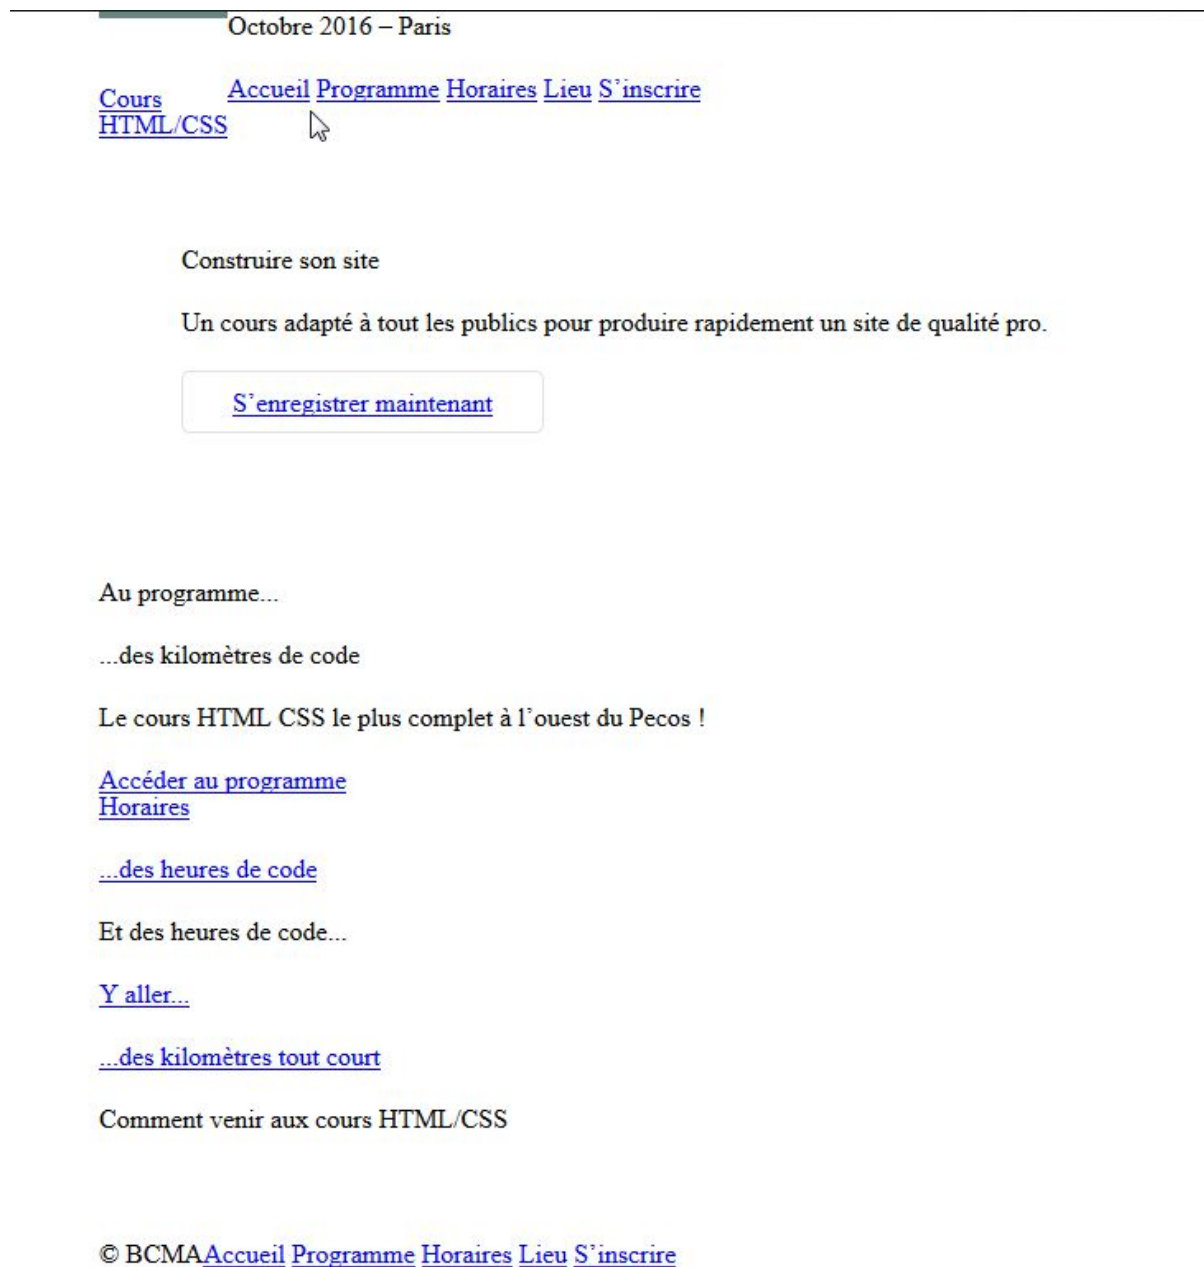 Octobre 2016 – Paris
Accueil Programme Horaires Lieu S’inscrire
Cours
HTML/CSS
Construire son site
Un cours adapté à tout les publics pour produire rapidement un site de qualité pro.
S’enregistrer maintenant
Au programme...
...des kilomètres de code
Le cours HTML CSS le plus complet à l’ouest du Pecos !
Accéder au programme
Horaires
...des heures de code
Et des heures de code...
Y aller...
...des kilomètres tout court
Comment venir aux cours HTML/CSS
© BCMAAccueil Programme Horaires Lieu S’inscrire